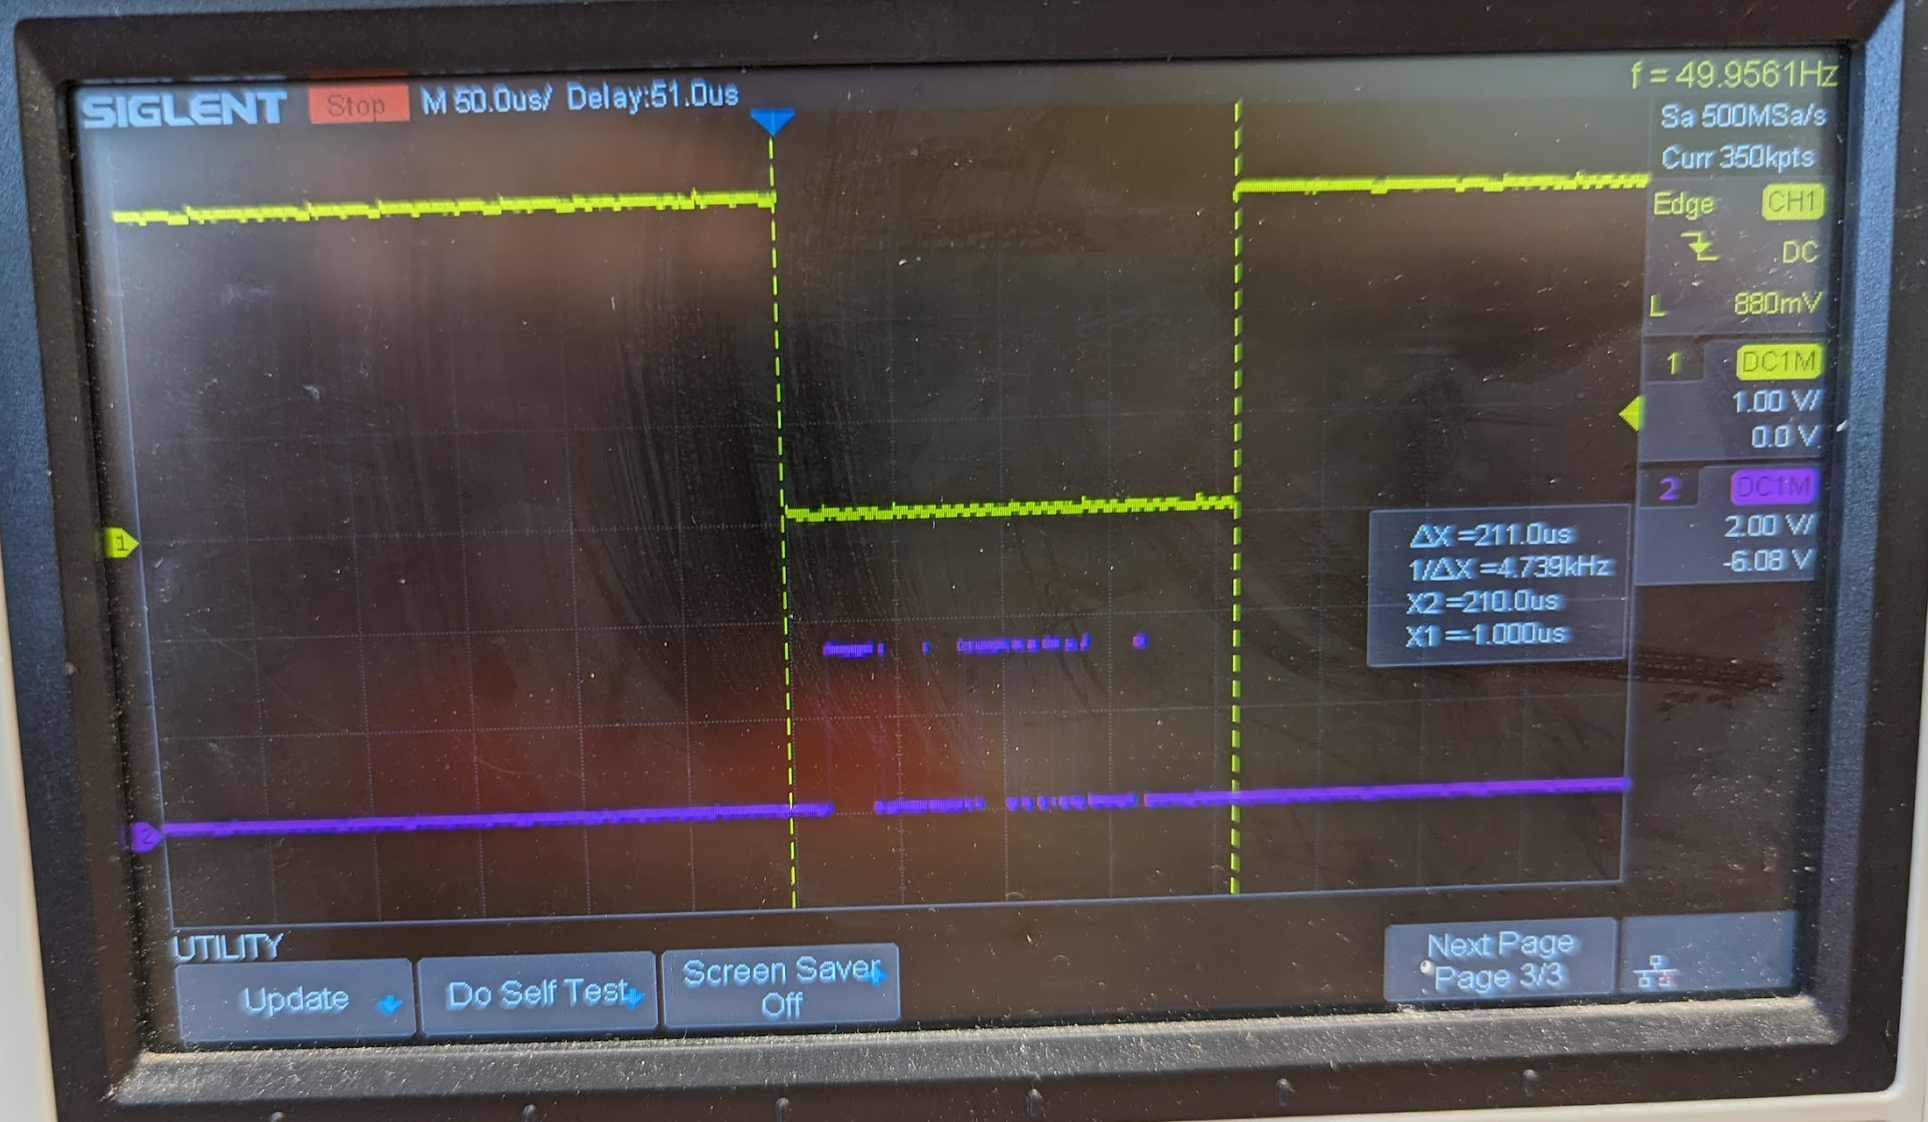 SIGLENT Stop M 50.0us/ Delay:51.0us f = 49.9561Hz
Sa 500MSa/s
Curr 350kpts
Edge CH1
DC
L 880mV
1 DC1M
1.00 V/
0.0 V
2 DC1M
2.00 V/
-6.08 V
1
ΔX =211.0us
1/ΔX =4.739kHz
X2 =210.0us
X1 =-1.000us
2
UTILITY
Update
Do Self Test
Screen Saver
Off
Next Page
Page 3/3